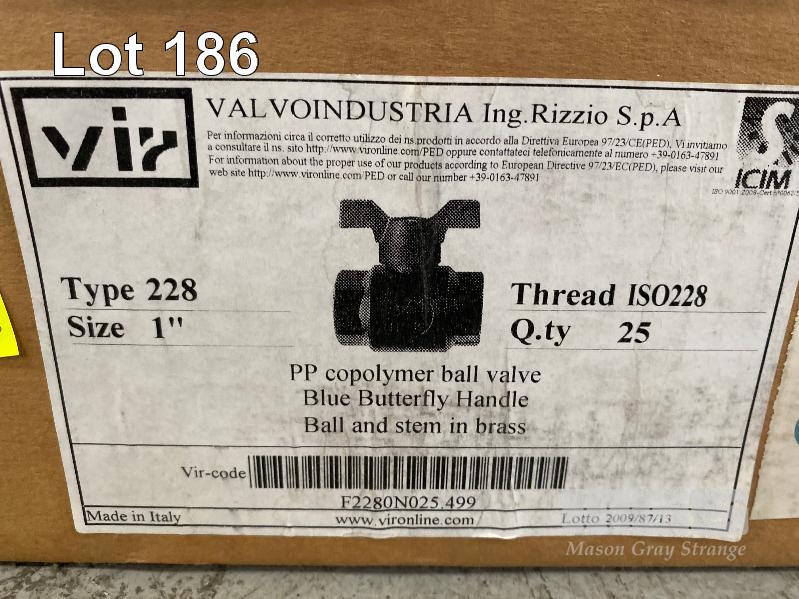 Lot 186
vir
VALVOINDUSTRIA Ing.Rizzio S.p.A
Per informazioni circa il corretto utilizzo dei ns.prodotti in accordo alla Direttiva Europea 97/23/CE(PED), Vi invitiamo
a consultare il ns. sito http://www.vironline.com/PED oppure contattateci telefonicamente al numero +39-0163-47891
For information about the proper use of our products according to European Directive 97/23/EC(PED), please visit our
web site http://www.vironline.com/PED or call our number +39-0163-47891
ICIM
ISO 9001:2008-Cert
Type 228
Thread ISO228
Size 1"
Q.ty 25
PP copolymer ball valve
Blue Butterfly Handle
Ball and stem in brass
Vir-code
F2280N025.499
Made in Italy
www.vironline.com
Lotto 2009/87/13
Mason Gray Strange